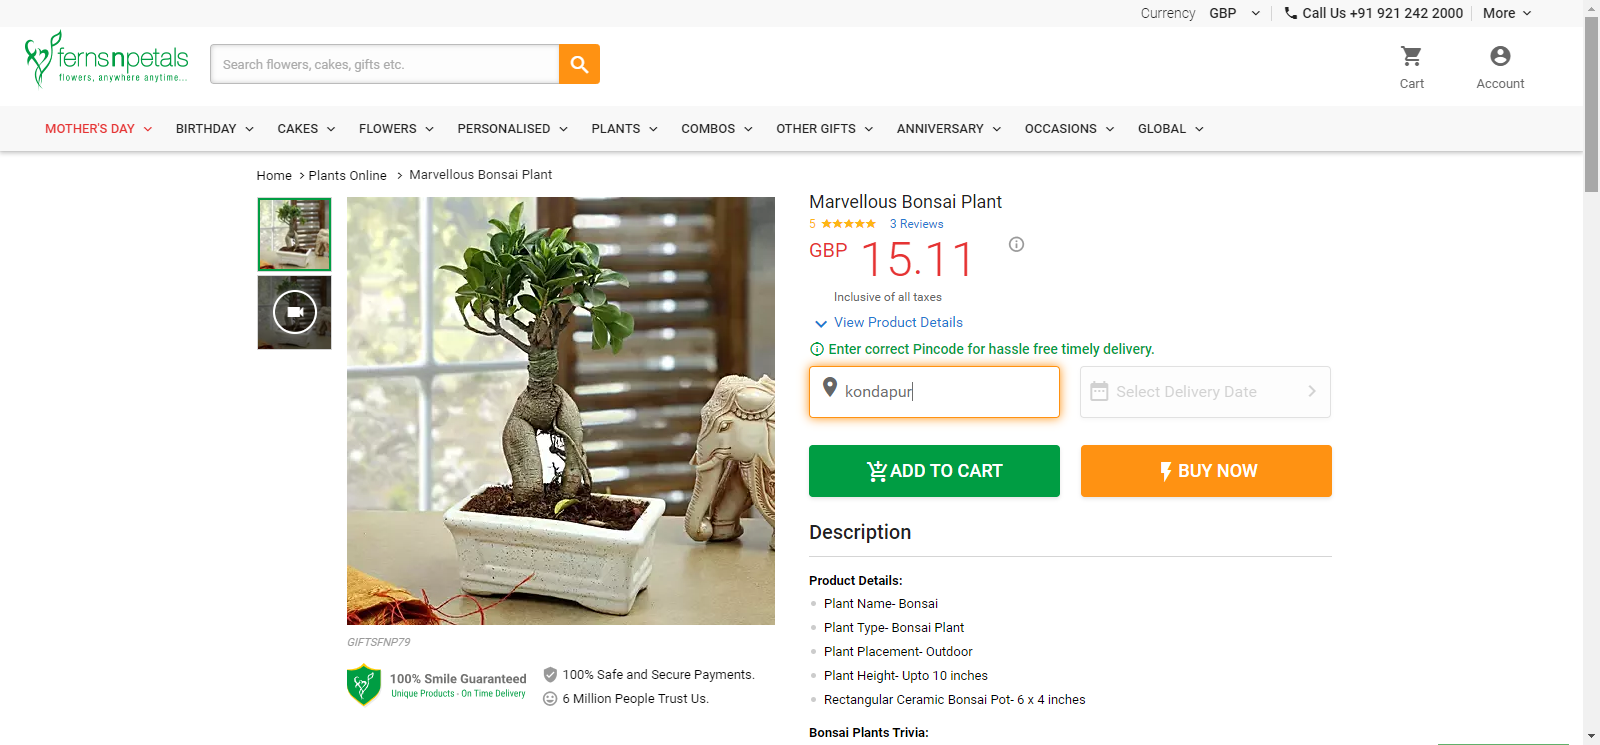 Currency GBP Call Us +91 921 242 2000 More
fernsnpetals
flowers, anywhere anytime...
Search flowers, cakes, gifts etc.
Cart Account
MOTHER'S DAY BIRTHDAY CAKES FLOWERS PERSONALISED PLANTS COMBOS OTHER GIFTS ANNIVERSARY OCCASIONS GLOBAL
Home > Plants Online > Marvellous Bonsai Plant
Marvellous Bonsai Plant
5 ★★★★★ 3 Reviews
GBP 15.11
Inclusive of all taxes
View Product Details
Enter correct Pincode for hassle free timely delivery.
kondapur
Select Delivery Date
ADD TO CART
BUY NOW
Description
Product Details:
Plant Name- Bonsai
Plant Type- Bonsai Plant
Plant Placement- Outdoor
Plant Height- Upto 10 inches
Rectangular Ceramic Bonsai Pot- 6 x 4 inches
Bonsai Plants Trivia:
GIFTSFNP79
100% Smile Guaranteed
Unique Products - On Time Delivery
100% Safe and Secure Payments.
6 Million People Trust Us.